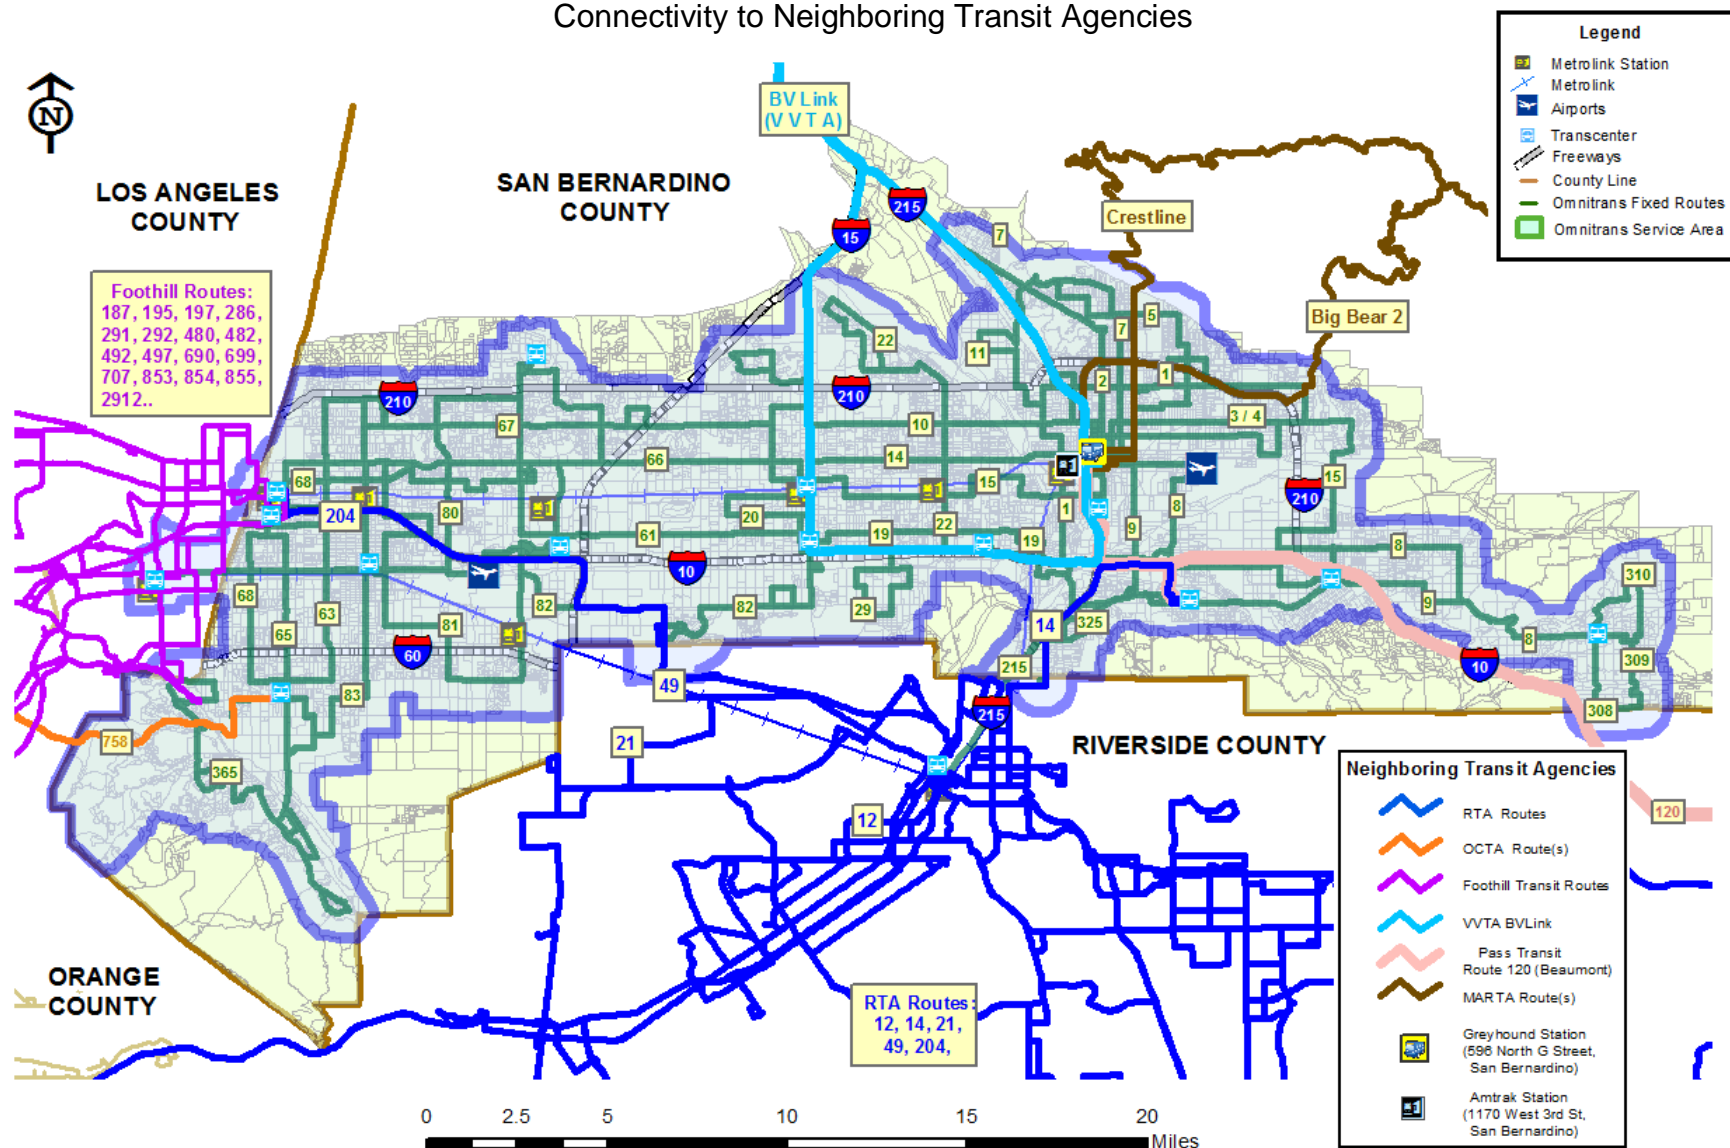 Connectivity to Neighboring Transit Agencies
Legend
Metrolink Station
Metrolink
Airports
Transcenter
Freeways
County Line
Omnitrans Fixed Routes
Omnitrans Service Area
N
BV Link
(V V T A)
LOS ANGELES
COUNTY
SAN BERNARDINO
COUNTY
215
15
Crestline
7
Foothill Routes:
187, 195, 197, 286,
291, 292, 480, 482,
492, 497, 690, 699,
707, 853, 854, 855,
2912..
Big Bear 2
22
11
7
5
2
1
210
210
67
10
3 / 4
66
14
68
15
15
210
204
80
20
22
1
9
8
61
19
19
8
10
68
63
82
82
29
310
9
65
81
14
325
8
60
215
10
309
49
83
308
215
758
21
RIVERSIDE COUNTY
365
12
120
Neighboring Transit Agencies
RTA Routes
OCTA Route(s)
Foothill Transit Routes
VVTA BVLink
Pass Transit
Route 120 (Beaumont)
MARTA Route(s)
Greyhound Station
(596 North G Street,
San Bernardino)
Amtrak Station
(1170 West 3rd St,
San Bernardino)
ORANGE
COUNTY
RTA Routes:
12, 14, 21,
49, 204,
0 2.5 5 10 15 20
Miles